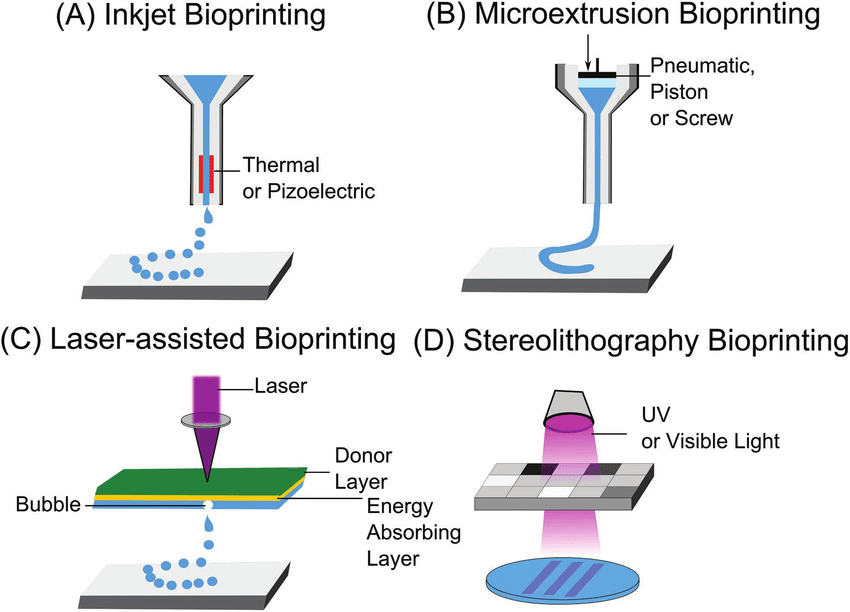 (A) Inkjet Bioprinting
Thermal
or Pizoelectric
(B) Microextrusion Bioprinting
Pneumatic,
Piston
or Screw
(C) Laser-assisted Bioprinting
Laser
Donor
Layer
Bubble
Energy
Absorbing
Layer
(D) Stereolithography Bioprinting
UV
or Visible Light